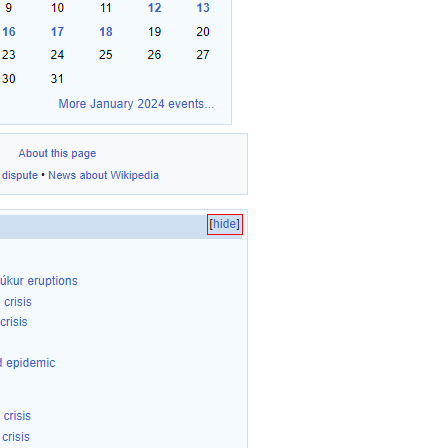 9 10 11 12 13
16 17 18 19 20
23 24 25 26 27
30 31
More January 2024 events...
About this page
dispute • News about Wikipedia
[hide]
úkur eruptions
crisis
crisis
epidemic
crisis
crisis